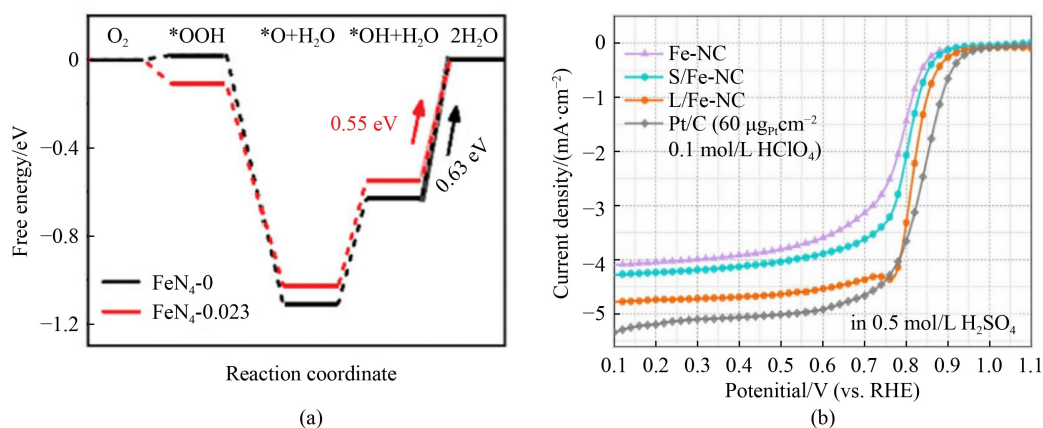 (a)
O₂
*OOH
*O+H₂O
*OH+H₂O
2H₂O
0
−0.4
−0.8
−1.2
Free energy/eV
0.55 eV
0.63 eV
FeN₄-0
FeN₄-0.023
Reaction coordinate
(a)
0
−1
−2
−3
−4
−5
Current density/(mA·cm⁻²)
Fe-NC
S/Fe-NC
L/Fe-NC
Pt/C (60 μg_Pt cm⁻²
0.1 mol/L HClO₄)
in 0.5 mol/L H₂SO₄
0.1 0.2 0.3 0.4 0.5 0.6 0.7 0.8 0.9 1.0 1.1
Potenitial/V (vs. RHE)
(b)